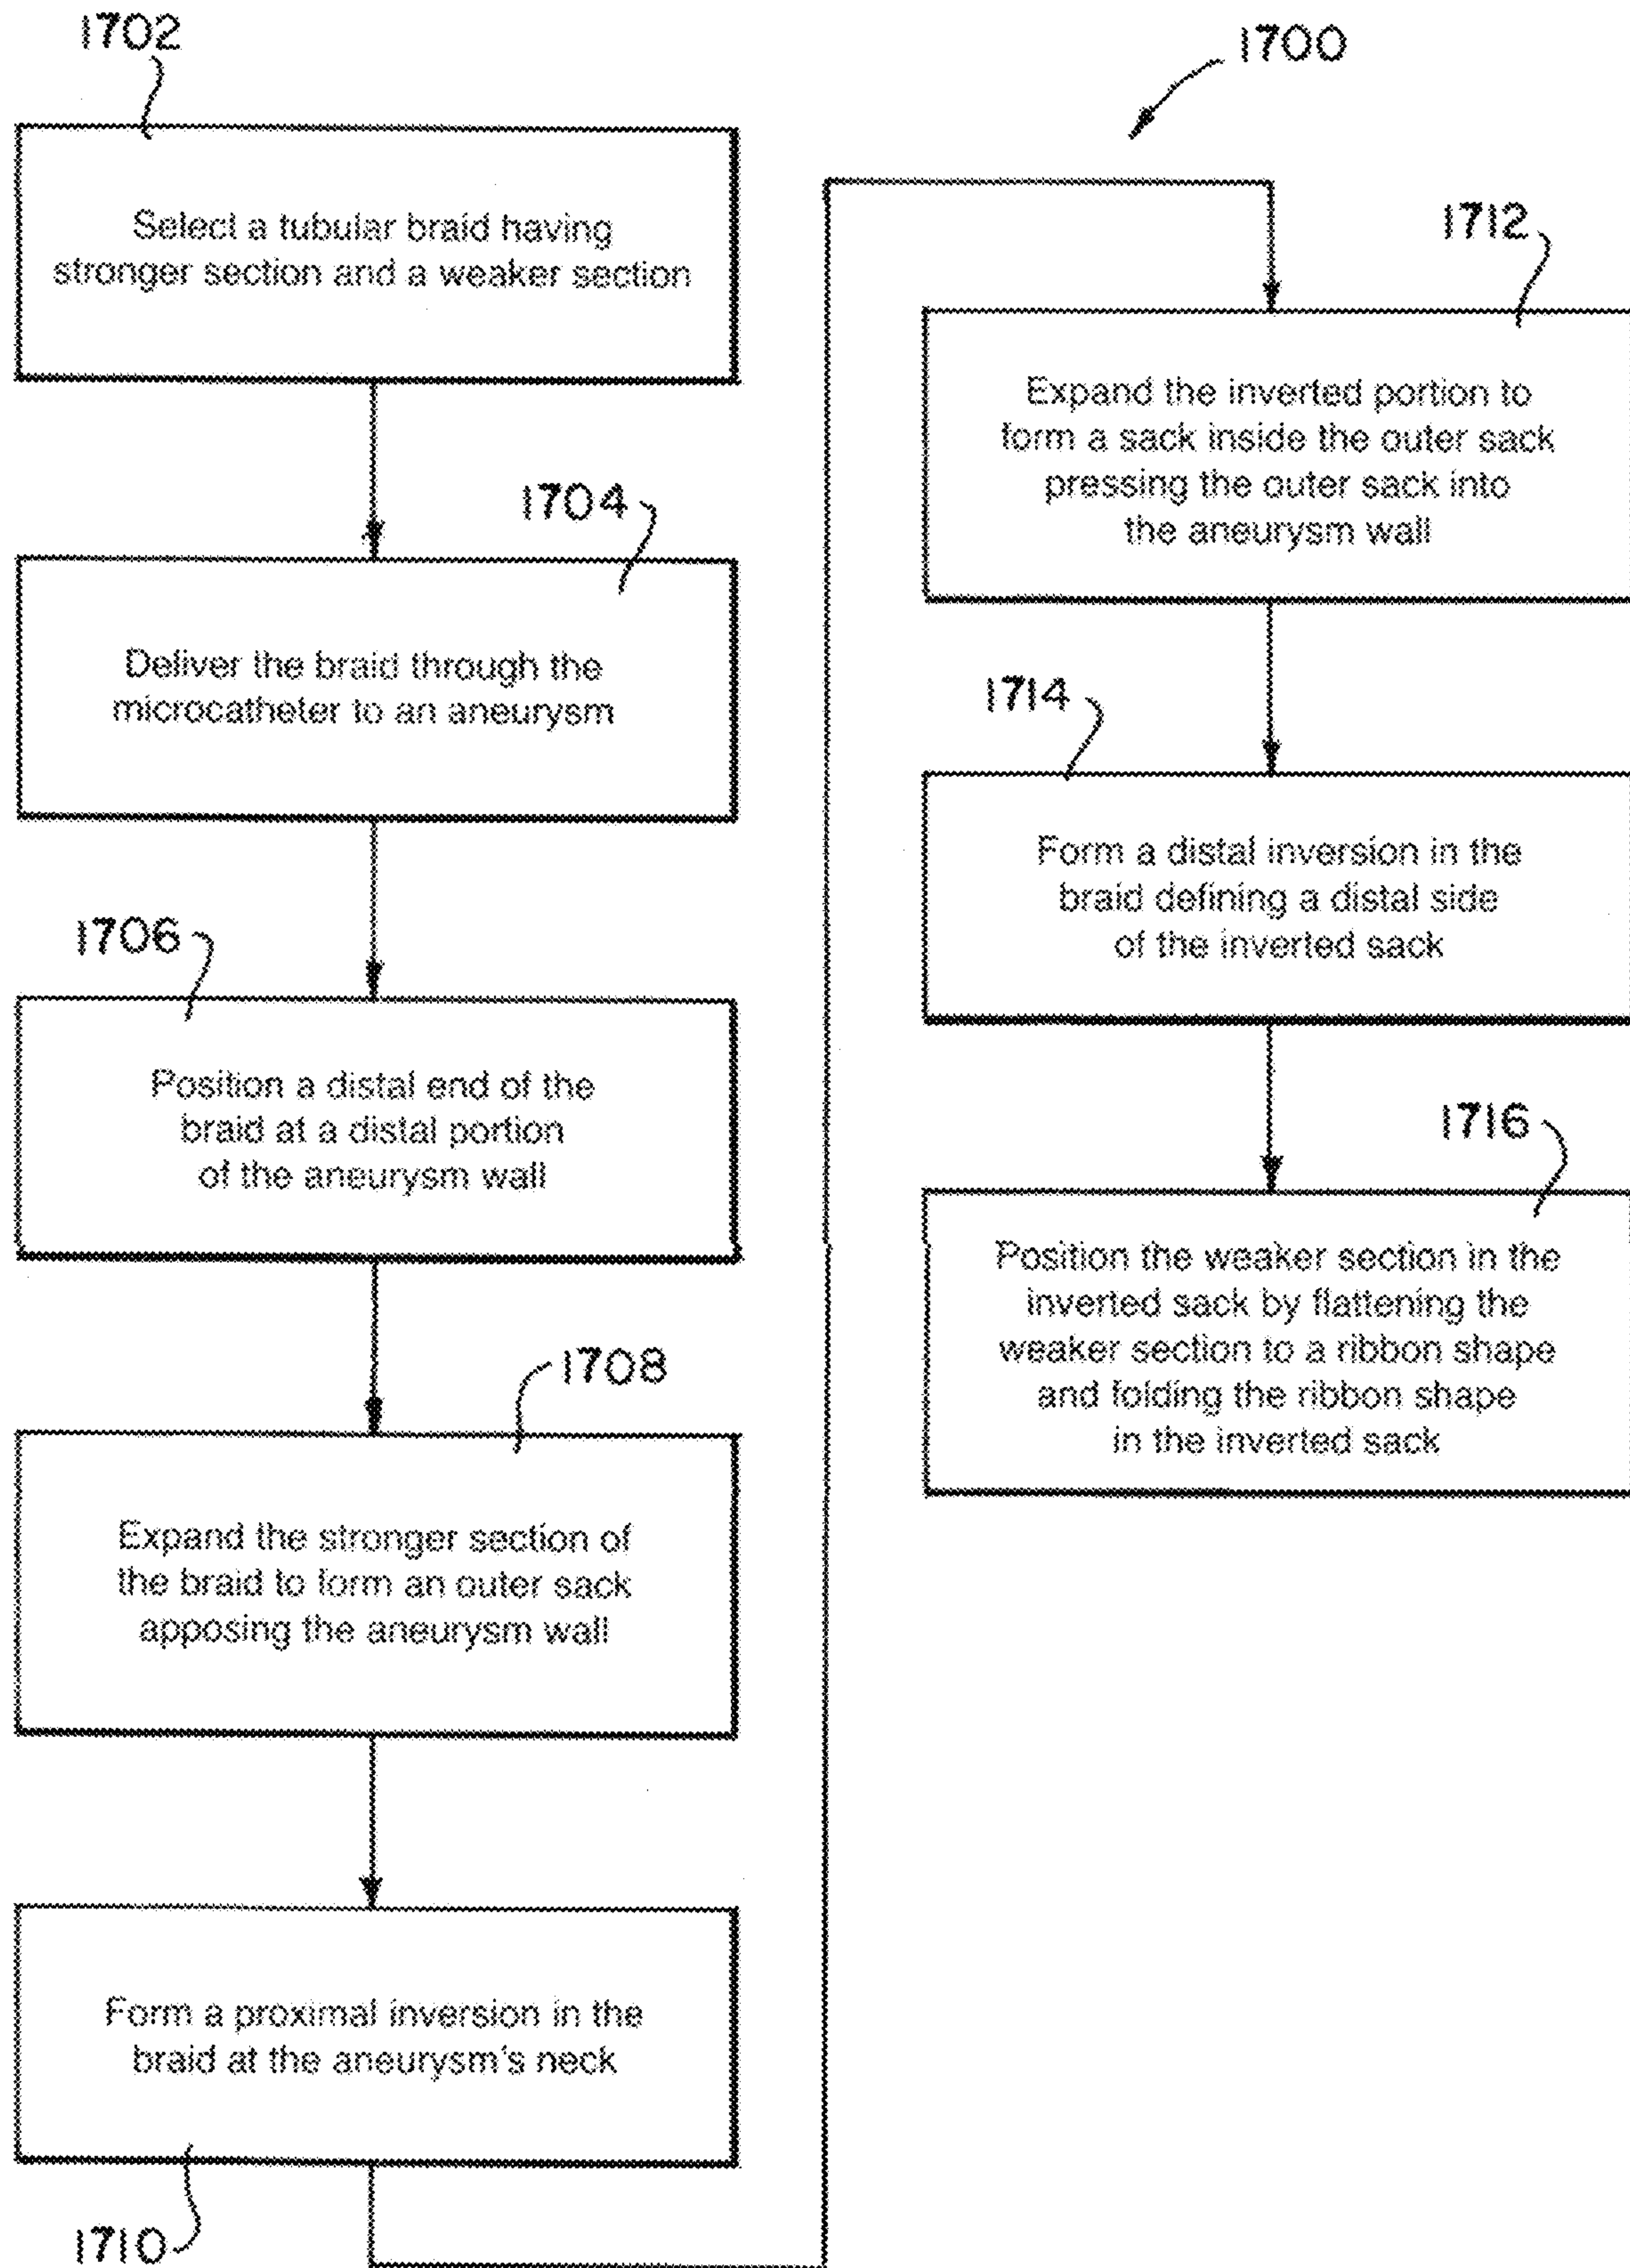 1702
Select a tubular braid having
stronger section and a weaker section
1704
Deliver the braid through the
microcatheter to an aneurysm
1706
Position a distal end of the
braid at a distal portion
of the aneurysm wall
1708
Expand the stronger section of
the braid to form an outer sack
apposing the aneurysm wall
Form a proximal inversion in the
braid at the aneurysm's neck
1710
1700
1712
Expand the inverted portion to
form a sack inside the outer sack
pressing the outer sack into
the aneurysm wall
1714
Form a distal inversion in the
braid defining a distal side
of the inverted sack
1716
Position the weaker section in the
inverted sack by flattening the
weaker section to a ribbon shape
and folding the ribbon shape
in the inverted sack